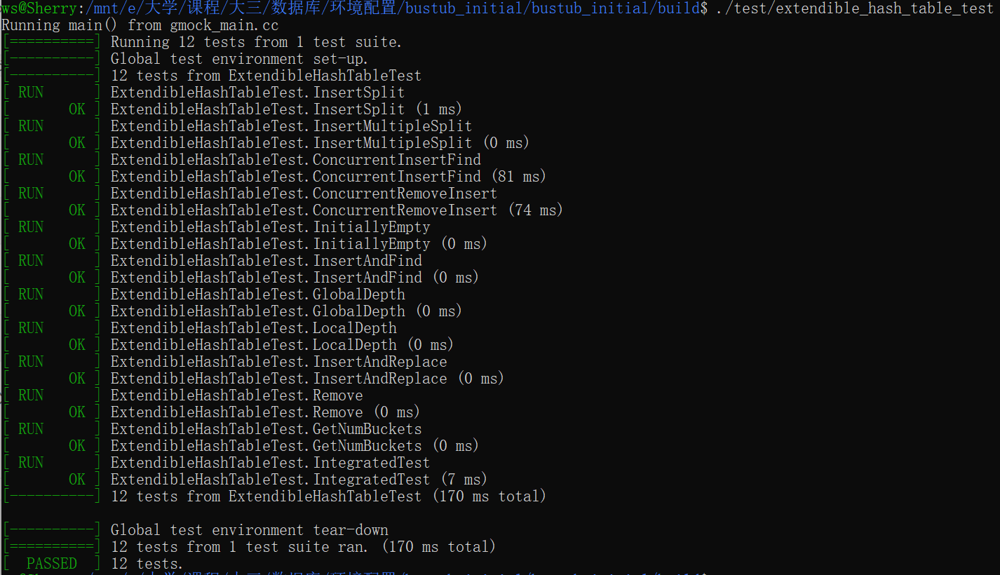 ws@Sherry:/mnt/e/大学/课程/大三/数据库/环境配置/bustub_initial/bustub_initial/build$ ./test/extendible_hash_table_test
Running main() from gmock_main.cc
[==========] Running 12 tests from 1 test suite.
[----------] Global test environment set-up.
[----------] 12 tests from ExtendibleHashTableTest
[ RUN      ] ExtendibleHashTableTest.InsertSplit
[       OK ] ExtendibleHashTableTest.InsertSplit (1 ms)
[ RUN      ] ExtendibleHashTableTest.InsertMultipleSplit
[       OK ] ExtendibleHashTableTest.InsertMultipleSplit (0 ms)
[ RUN      ] ExtendibleHashTableTest.ConcurrentInsertFind
[       OK ] ExtendibleHashTableTest.ConcurrentInsertFind (81 ms)
[ RUN      ] ExtendibleHashTableTest.ConcurrentRemoveInsert
[       OK ] ExtendibleHashTableTest.ConcurrentRemoveInsert (74 ms)
[ RUN      ] ExtendibleHashTableTest.InitiallyEmpty
[       OK ] ExtendibleHashTableTest.InitiallyEmpty (0 ms)
[ RUN      ] ExtendibleHashTableTest.InsertAndFind
[       OK ] ExtendibleHashTableTest.InsertAndFind (0 ms)
[ RUN      ] ExtendibleHashTableTest.GlobalDepth
[       OK ] ExtendibleHashTableTest.GlobalDepth (0 ms)
[ RUN      ] ExtendibleHashTableTest.LocalDepth
[       OK ] ExtendibleHashTableTest.LocalDepth (0 ms)
[ RUN      ] ExtendibleHashTableTest.InsertAndReplace
[       OK ] ExtendibleHashTableTest.InsertAndReplace (0 ms)
[ RUN      ] ExtendibleHashTableTest.Remove
[       OK ] ExtendibleHashTableTest.Remove (0 ms)
[ RUN      ] ExtendibleHashTableTest.GetNumBuckets
[       OK ] ExtendibleHashTableTest.GetNumBuckets (0 ms)
[ RUN      ] ExtendibleHashTableTest.IntegratedTest
[       OK ] ExtendibleHashTableTest.IntegratedTest (7 ms)
[----------] 12 tests from ExtendibleHashTableTest (170 ms total)
[----------] Global test environment tear-down
[==========] 12 tests from 1 test suite ran. (170 ms total)
[  PASSED  ] 12 tests.